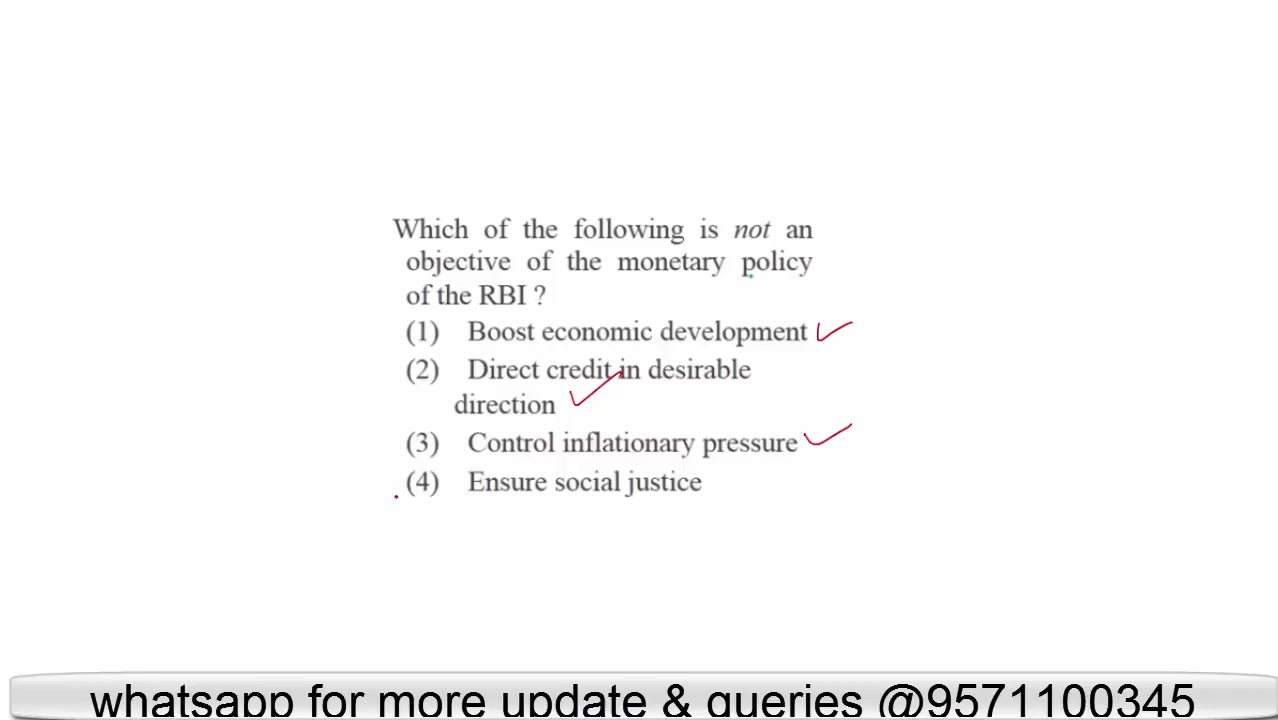 Which of the following is not an
objective of the monetary policy
of the RBI ?
(1) Boost economic development
(2) Direct credit in desirable
direction
(3) Control inflationary pressure
(4) Ensure social justice
whatsapp for more update & queries @9571100345